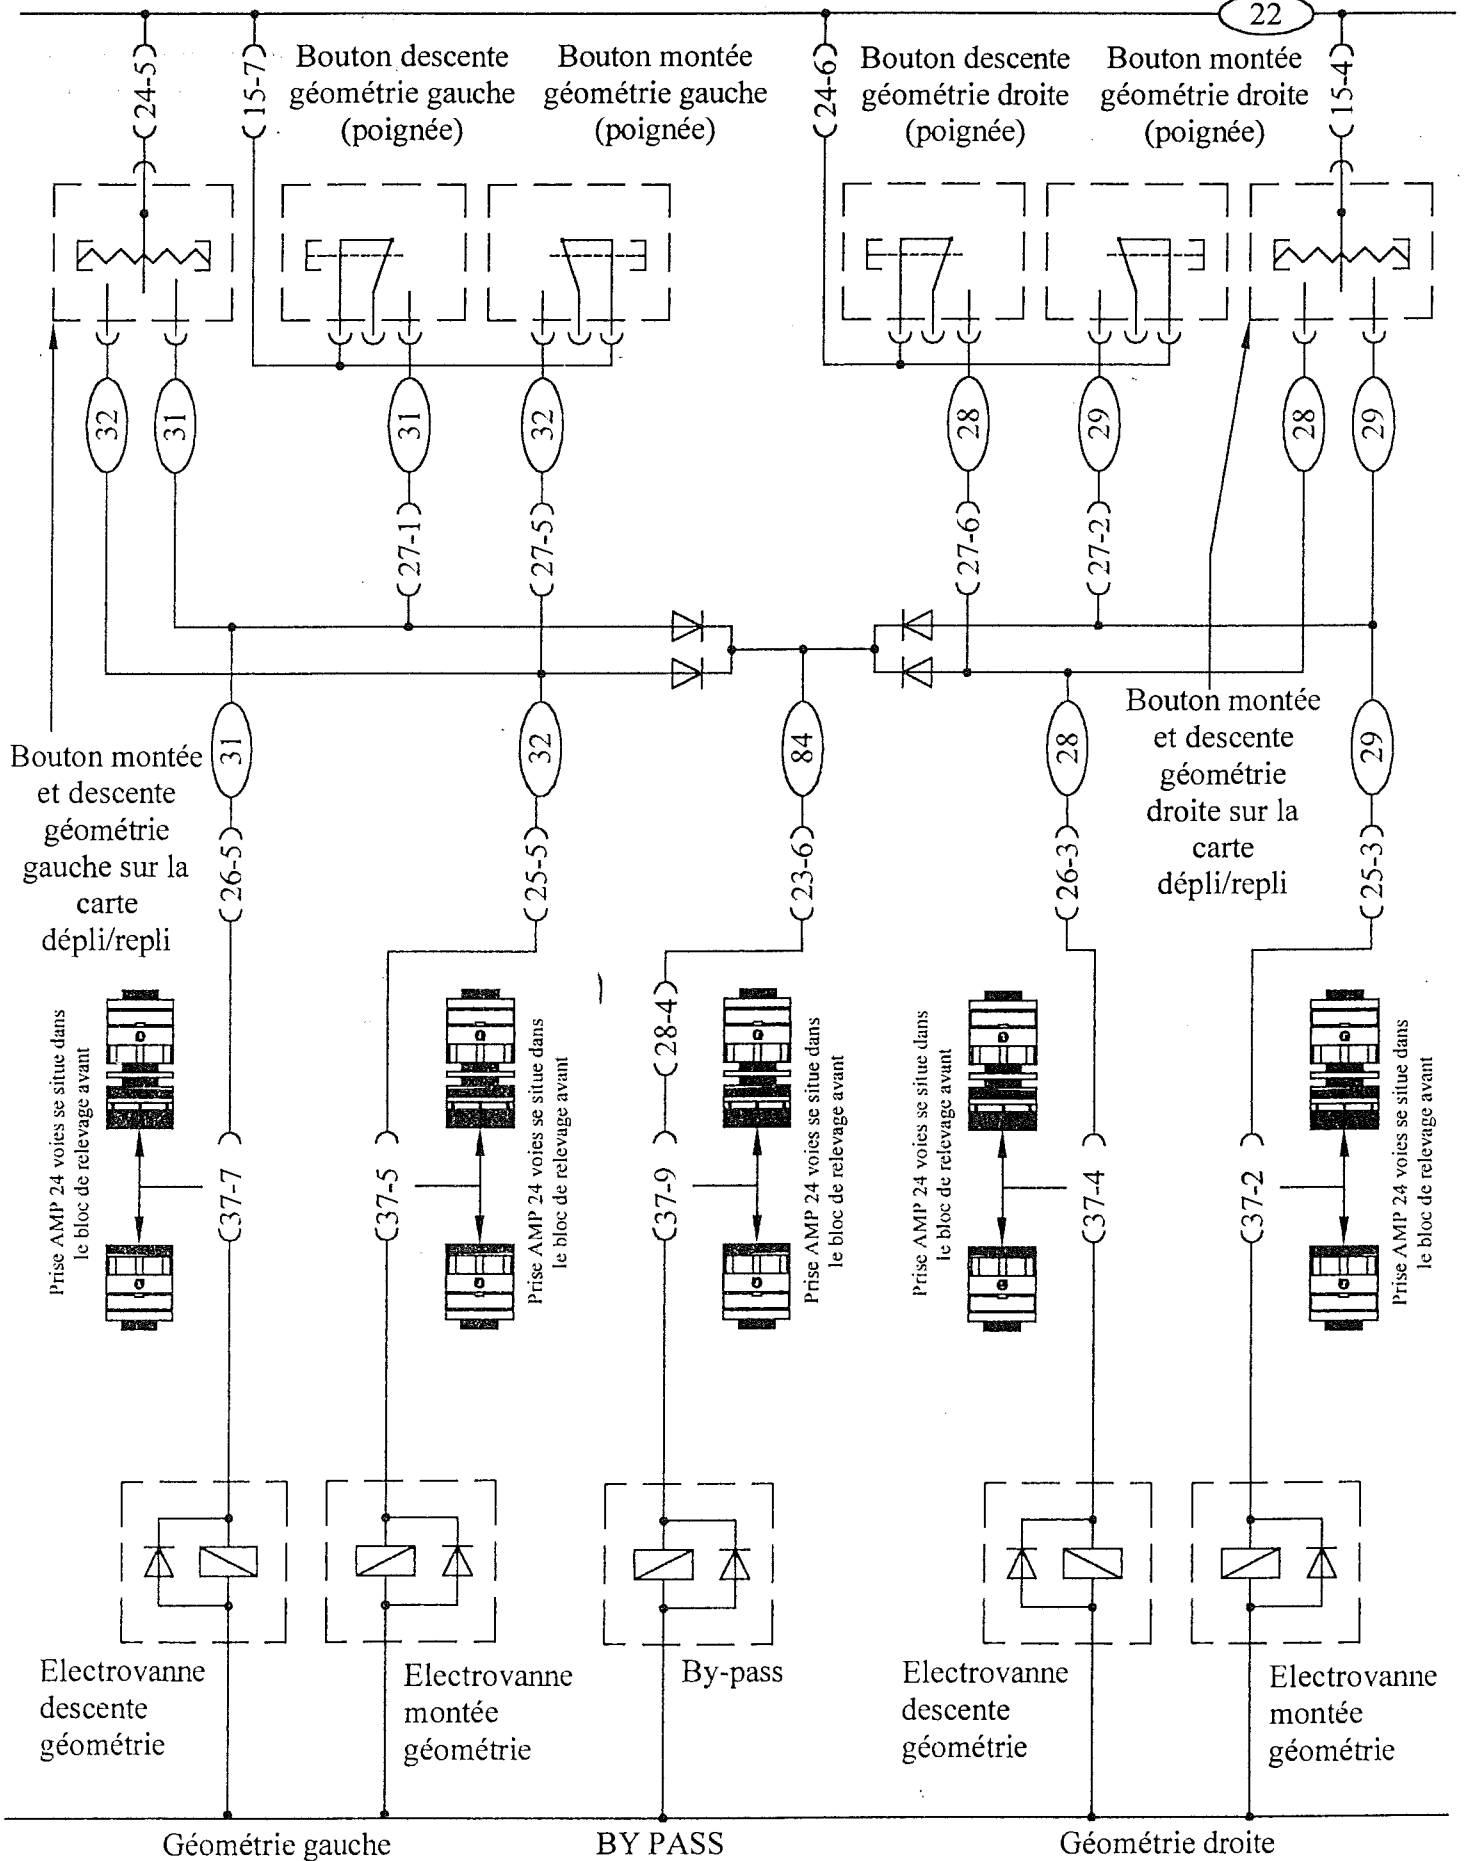 22
24-5
15-7
Bouton descente
géométrie gauche
(poignée)
Bouton montée
géométrie gauche
(poignée)
24-6
Bouton descente
géométrie droite
(poignée)
Bouton montée
géométrie droite
(poignée)
15-4
32
31
31
32
28
29
28
29
27-1
27-5
27-6
27-2
Bouton montée
et descente
géométrie
gauche sur la
carte
dépli/repli
31
32
84
28
Bouton montée
et descente
géométrie
droite sur la
carte
dépli/repli
29
26-5
25-5
23-6
26-3
25-3
28-4
Prise AMP 24 voies se situe dans
le bloc de relevage avant
37-7
37-5
Prise AMP 24 voies se situe dans
le bloc de relevage avant
37-9
Prise AMP 24 voies se situe dans
le bloc de relevage avant
Prise AMP 24 voies se situe dans
le bloc de relevage avant
37-4
37-2
Prise AMP 24 voies se situe dans
le bloc de relevage avant
Electrovanne
descente
géométrie
Electrovanne
montée
géométrie
By-pass
Electrovanne
descente
géométrie
Electrovanne
montée
géométrie
Géométrie gauche
BY PASS
Géométrie droite